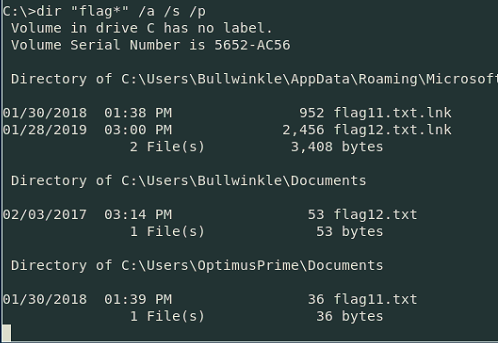 C:\>dir "flag*" /a /s /p
Volume in drive C has no label.
Volume Serial Number is 5652-AC56
Directory of C:\Users\Bullwinkle\AppData\Roaming\Microsoft
01/30/2018  01:38 PM               952 flag11.txt.lnk
01/28/2019  03:00 PM             2,456 flag12.txt.lnk
2 File(s)          3,408 bytes
Directory of C:\Users\Bullwinkle\Documents
02/03/2017  03:14 PM                53 flag12.txt
1 File(s)             53 bytes
Directory of C:\Users\OptimusPrime\Documents
01/30/2018  01:39 PM                36 flag11.txt
1 File(s)             36 bytes